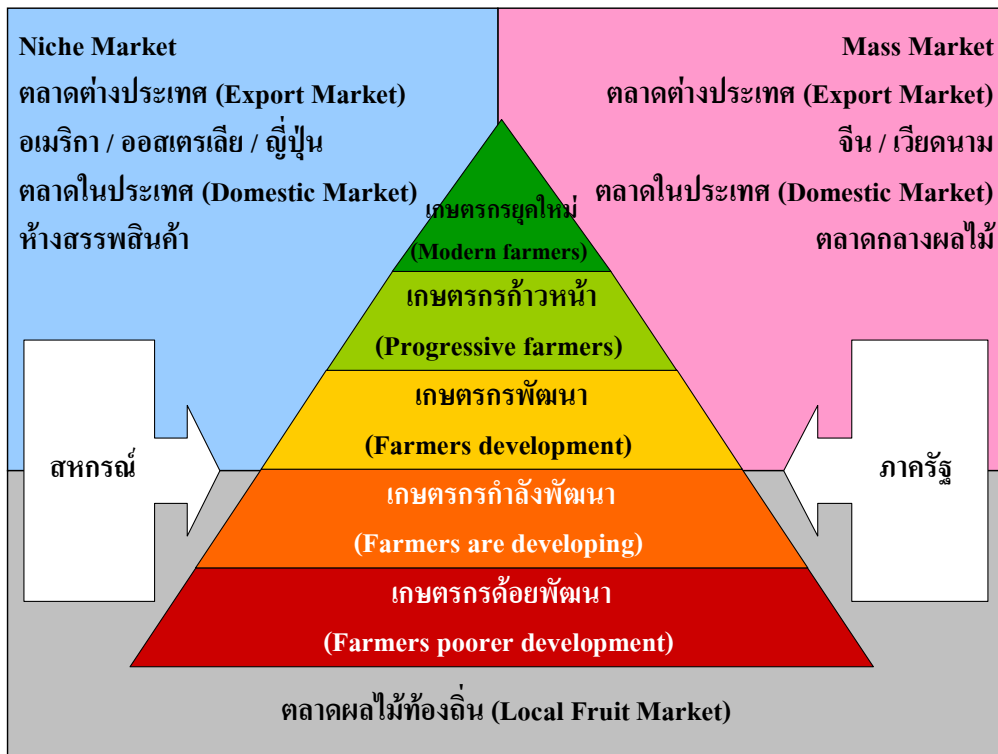 Niche Market
ตลาดต่างประเทศ (Export Market)
อเมริกา / ออสเตรเลีย / ญี่ปุ่น
ตลาดในประเทศ (Domestic Market)
ห้างสรรพสินค้า
Mass Market
ตลาดต่างประเทศ (Export Market)
จีน / เวียดนาม
ตลาดในประเทศ (Domestic Market)
ตลาดกลางผลไม้
เกษตรกรยุคใหม่
(Modern farmers)
เกษตรกรก้าวหน้า
(Progressive farmers)
เกษตรกรพัฒนา
(Farmers development)
สหกรณ์
ภาครัฐ
เกษตรกรกำลังพัฒนา
(Farmers are developing)
เกษตรกรด้อยพัฒนา
(Farmers poorer development)
ตลาดผลไม้ท้องถิ่น (Local Fruit Market)